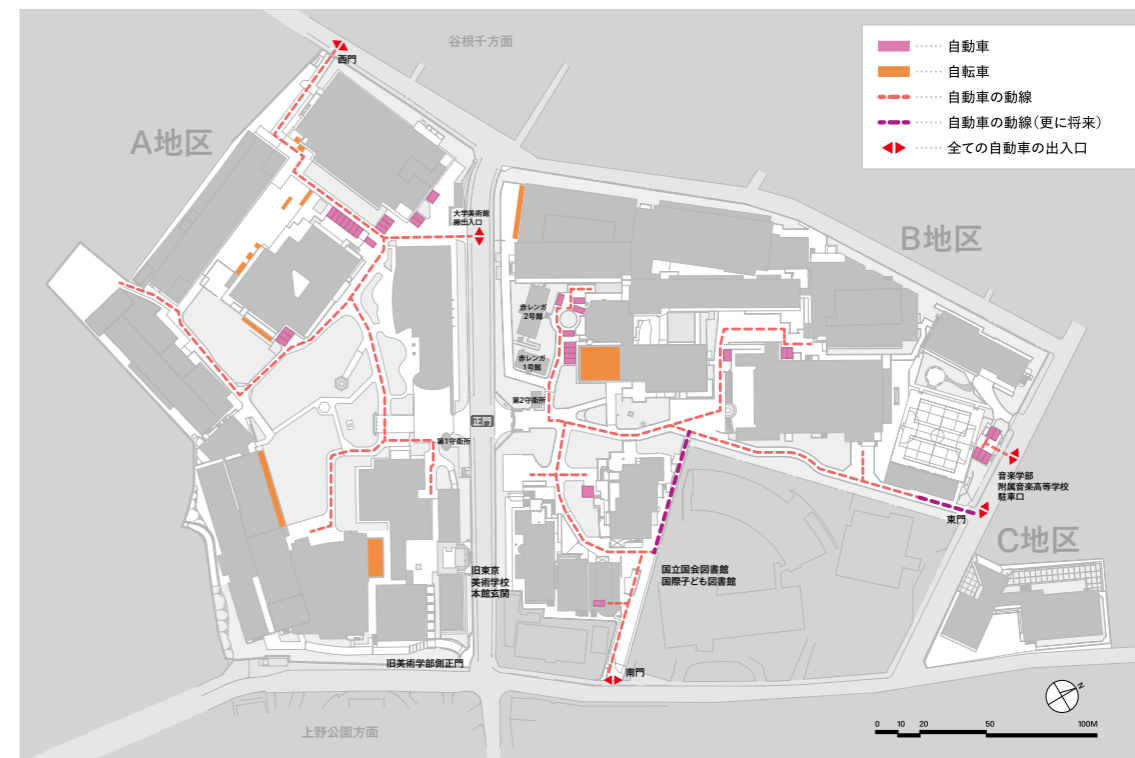 谷根千方面
西門
A地区
自動車
自転車
自動車の動線
自動車の動線（更に将来）
全ての自動車の出入口
大学美術館
搬出入口
B地区
赤レンガ
2号館
赤レンガ
1号館
第2守衛所
正門
第1守衛所
音楽学部
附属音楽高等学校
駐車口
東門
C地区
国立国会図書館
国際子ども図書館
旧東京
美術学校
本館玄関
旧美術学部側正門
南門
上野公園方面
N
0 10 20 50 100M